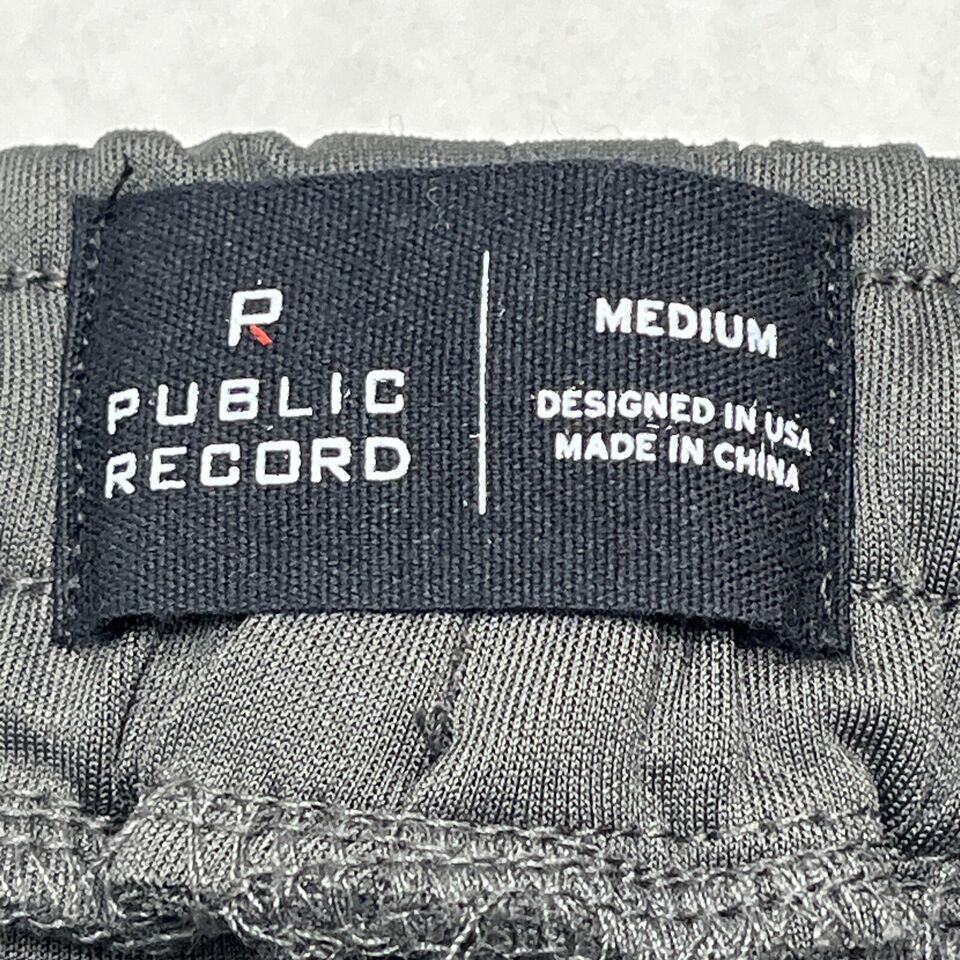 R
PUBLIC
RECORD
MEDIUM
DESIGNED IN USA
MADE IN CHINA